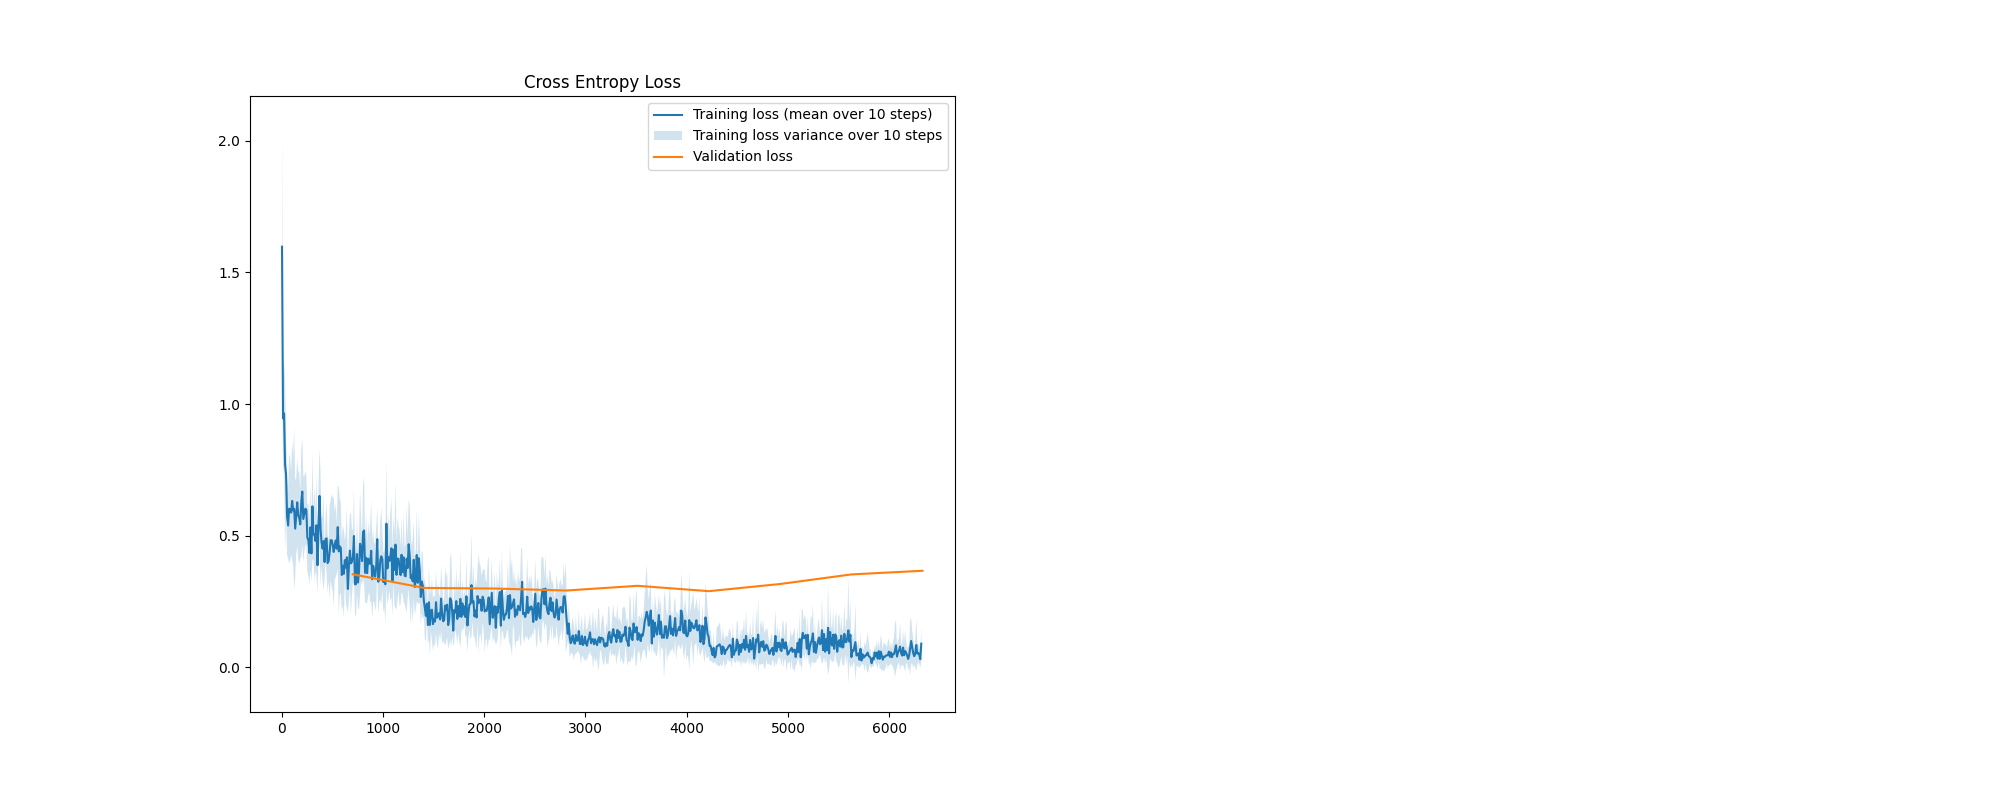 Cross Entropy Loss
Training loss (mean over 10 steps)
Training loss variance over 10 steps
Validation loss
2.0
1.5
1.0
0.5
0.0
0 1000 2000 3000 4000 5000 6000